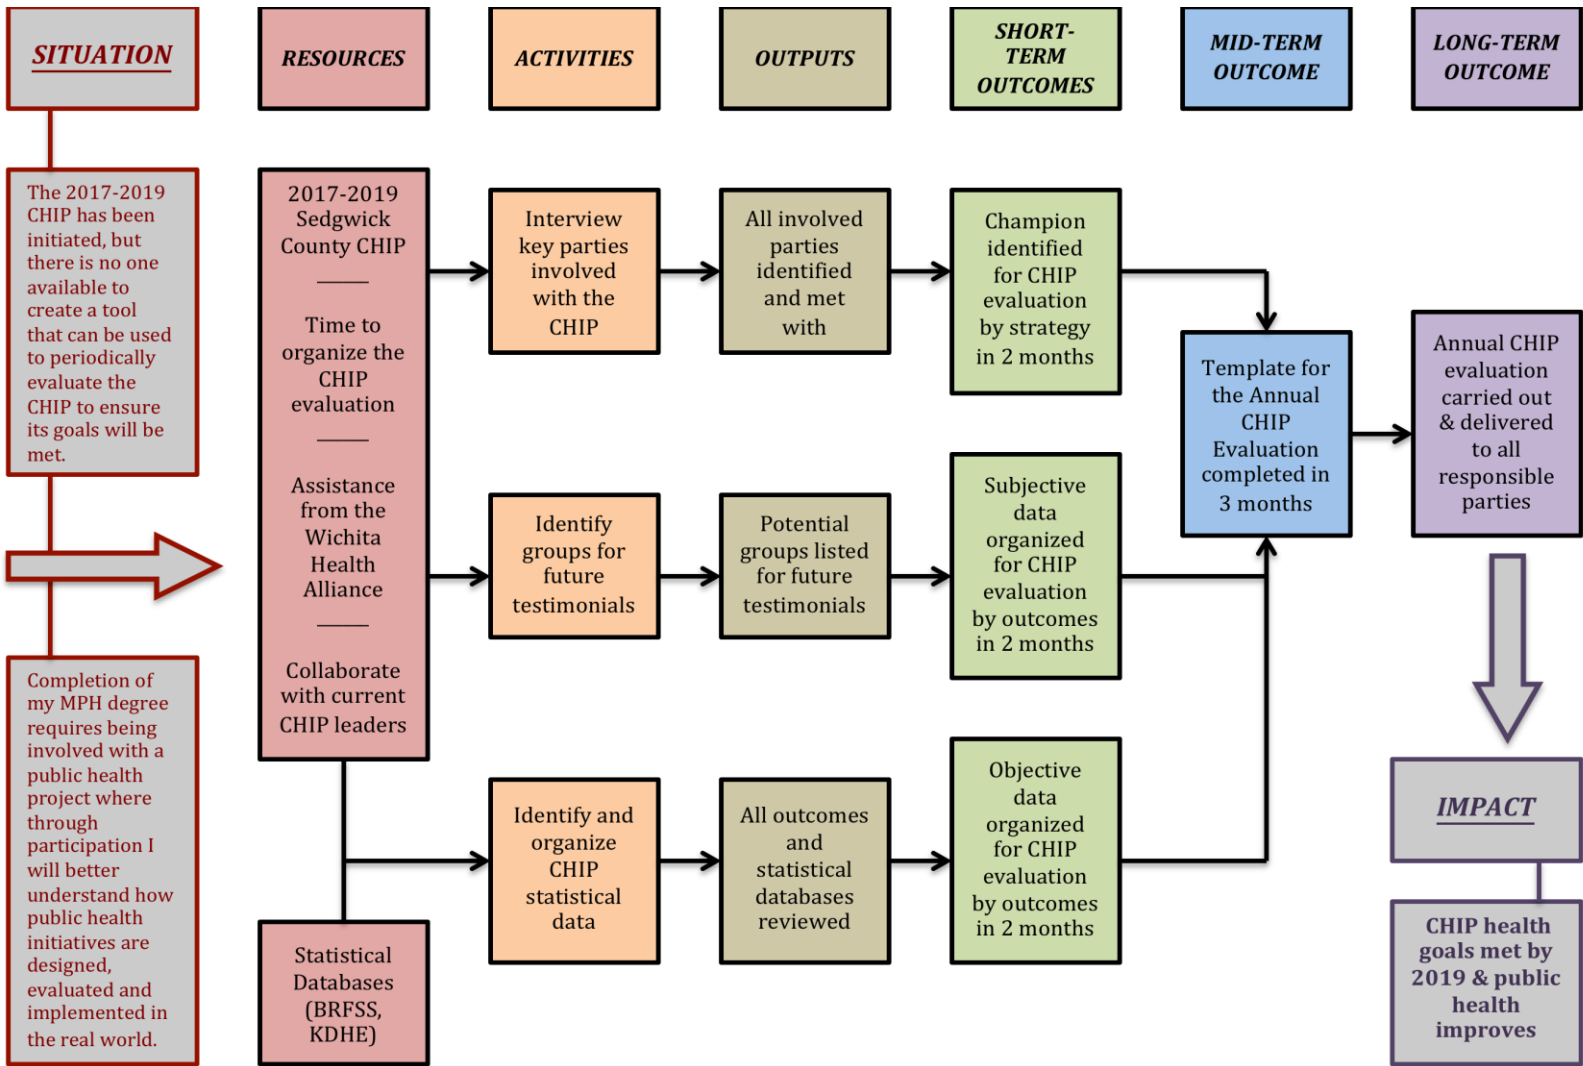 SITUATION
RESOURCES
ACTIVITIES
OUTPUTS
SHORT-
TERM
OUTCOMES
MID-TERM
OUTCOME
LONG-TERM
OUTCOME
The 2017-2019
CHIP has been
initiated, but
there is no one
available to
create a tool
that can be used
to periodically
evaluate the
CHIP to ensure
its goals will be
met.
Completion of
my MPH degree
requires being
involved with a
public health
project where
through
participation I
will better
understand how
public health
initiatives are
designed,
evaluated and
implemented in
the real world.
2017-2019
Sedgwick
County CHIP
Time to
organize the
CHIP
evaluation
Assistance
from the
Wichita
Health
Alliance
Collaborate
with current
CHIP leaders
Statistical
Databases
(BRFSS,
KDHE)
Interview
key parties
involved
with the
CHIP
All involved
parties
identified
and met
with
Champion
identified
for CHIP
evaluation
by strategy
in 2 months
Identify
groups for
future
testimonials
Potential
groups listed
for future
testimonials
Subjective
data
organized
for CHIP
evaluation
by outcomes
in 2 months
Identify and
organize
CHIP
statistical
data
All outcomes
and
statistical
databases
reviewed
Objective
data
organized
for CHIP
evaluation
by outcomes
in 2 months
Template for
the Annual
CHIP
Evaluation
completed in
3 months
Annual CHIP
evaluation
carried out
& delivered
to all
responsible
parties
IMPACT
CHIP health
goals met by
2019 & public
health
improves